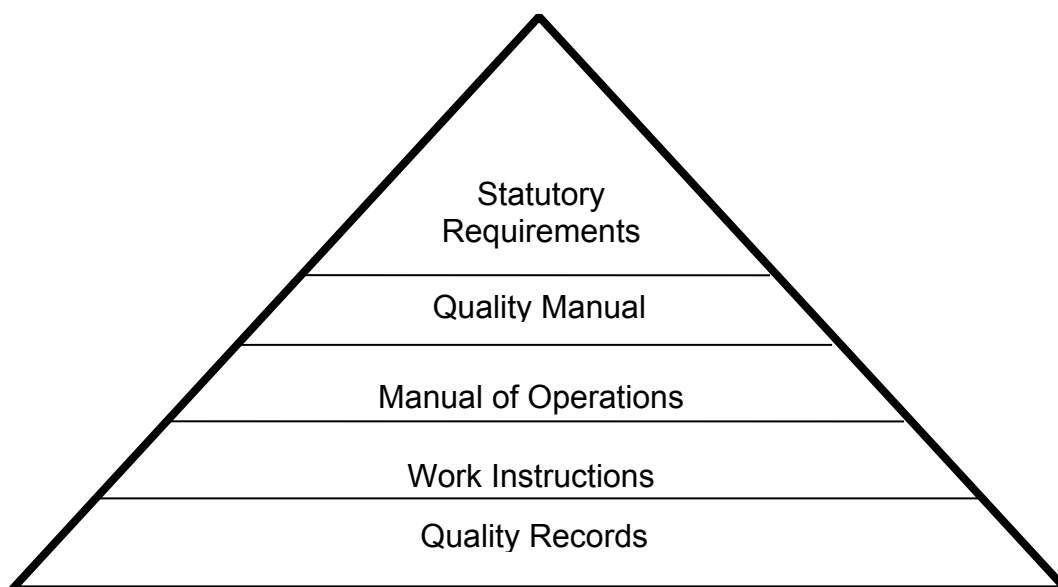 Statutory
Requirements
Quality Manual
Manual of Operations
Work Instructions
Quality Records